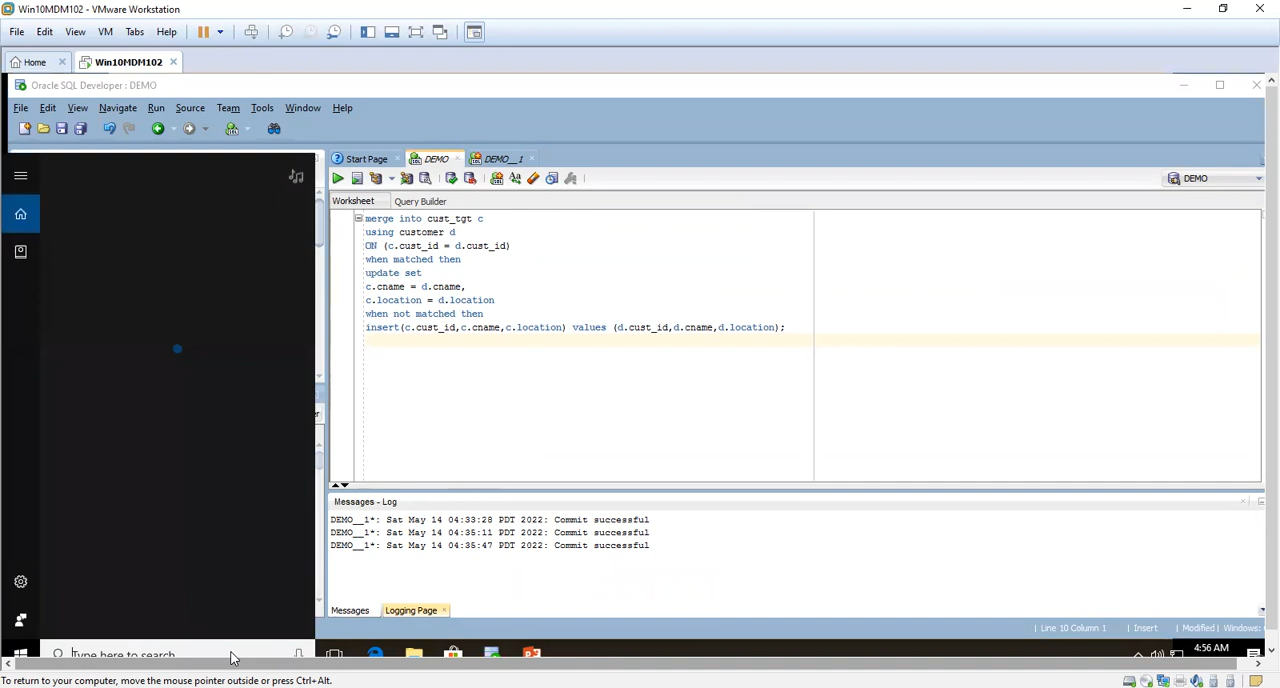 Win10MDM102 - VMware Workstation
File Edit View VM Tabs Help
Home Win10MDM102
Oracle SQL Developer : DEMO
File Edit View Navigate Run Source Team Tools Window Help
Start Page DEMO DEMO__1
DEMO
Worksheet Query Builder
merge into cust_tgt c
using customer d
ON (c.cust_id = d.cust_id)
when matched then
update set
c.cname = d.cname,
c.location = d.location
when not matched then
insert(c.cust_id,c.cname,c.location) values (d.cust_id,d.cname,d.location);
Messages - Log
DEMO__1*: Sat May 14 04:33:28 PDT 2022: Commit successful
DEMO__1*: Sat May 14 04:35:11 PDT 2022: Commit successful
DEMO__1*: Sat May 14 04:35:47 PDT 2022: Commit successful
Messages Logging Page
Line 10 Column 1 Insert Modified Windows:
Type here to search
4:56 AM
To return to your computer, move the mouse pointer outside or press Ctrl+Alt.